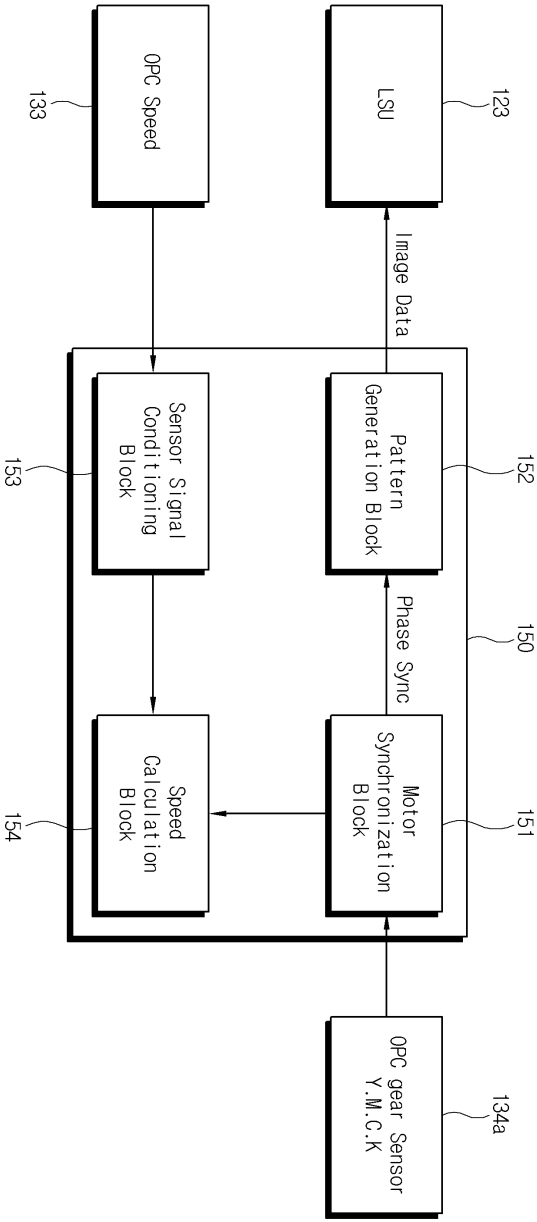 123
152
150
151
134a
LSU
Image Data
Pattern
Generation Block
Phase Sync
Motor
Synchronization
Block
OPC gear Sensor
Y.M.C.K
OPC Speed
Sensor Signal
Conditioning
Block
Speed
Calculation
Block
133
153
154